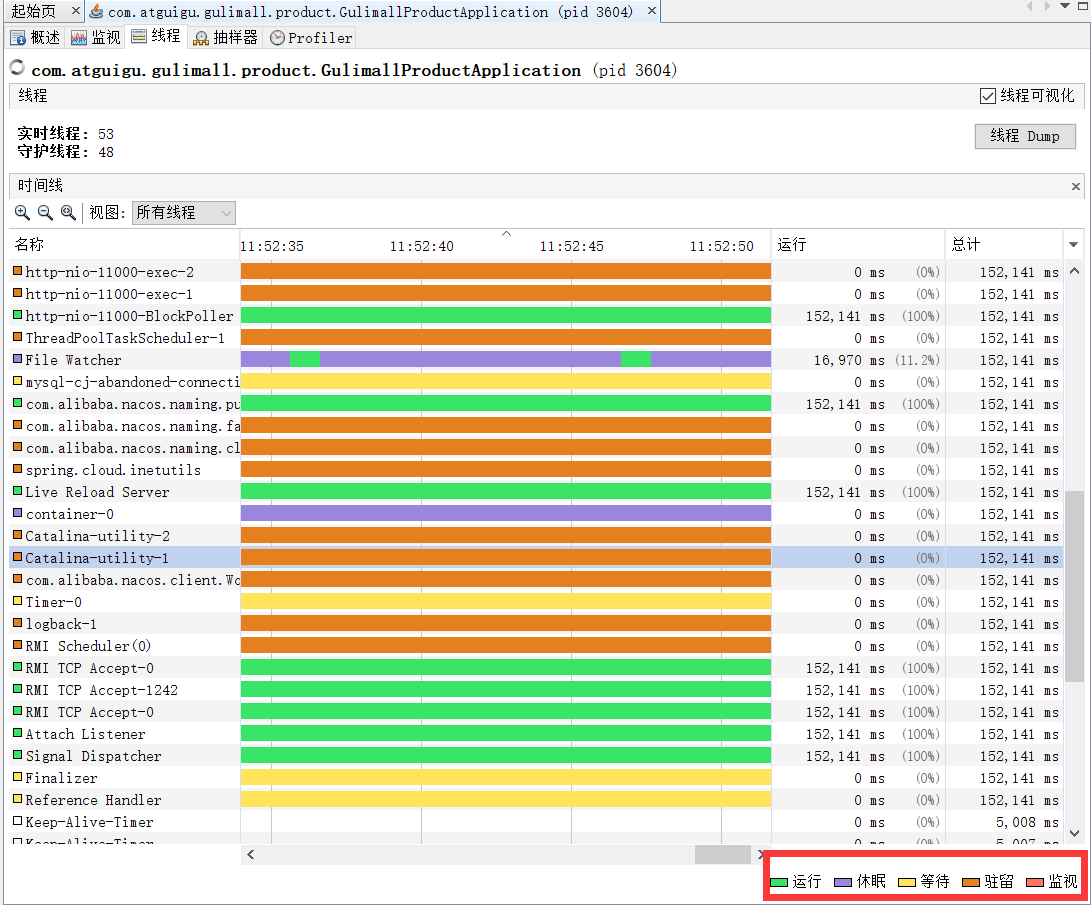 起始页 × com.atguigu.gulimall.product.GulimallProductApplication (pid 3604) ×
概述 监视 线程 抽样器 Profiler
com.atguigu.gulimall.product.GulimallProductApplication (pid 3604)
线程 线程可视化
实时线程: 53
守护线程: 48
线程 Dump
时间线 ×
视图: 所有线程
名称 11:52:35 11:52:40 11:52:45 11:52:50 运行 总计
http-nio-11000-exec-2 0 ms (0%) 152,141 ms
http-nio-11000-exec-1 0 ms (0%) 152,141 ms
http-nio-11000-BlockPoller 152,141 ms (100%) 152,141 ms
ThreadPoolTaskScheduler-1 0 ms (0%) 152,141 ms
File Watcher 16,970 ms (11.2%) 152,141 ms
mysql-cj-abandoned-connecti 0 ms (0%) 152,141 ms
com.alibaba.nacos.naming.pu 152,141 ms (100%) 152,141 ms
com.alibaba.nacos.naming.fa 0 ms (0%) 152,141 ms
com.alibaba.nacos.naming.cl 0 ms (0%) 152,141 ms
spring.cloud.inetutils 0 ms (0%) 152,141 ms
Live Reload Server 152,141 ms (100%) 152,141 ms
container-0 0 ms (0%) 152,141 ms
Catalina-utility-2 0 ms (0%) 152,141 ms
Catalina-utility-1 0 ms (0%) 152,141 ms
com.alibaba.nacos.client.Wo 0 ms (0%) 152,141 ms
Timer-0 0 ms (0%) 152,141 ms
logback-1 0 ms (0%) 152,141 ms
RMI Scheduler(0) 0 ms (0%) 152,141 ms
RMI TCP Accept-0 152,141 ms (100%) 152,141 ms
RMI TCP Accept-1242 152,141 ms (100%) 152,141 ms
RMI TCP Accept-0 152,141 ms (100%) 152,141 ms
Attach Listener 152,141 ms (100%) 152,141 ms
Signal Dispatcher 152,141 ms (100%) 152,141 ms
Finalizer 0 ms (0%) 152,141 ms
Reference Handler 0 ms (0%) 152,141 ms
Keep-Alive-Timer 0 ms (0%) 5,008 ms
Keep-Alive-Timer 0 ms (0%) 5,007 ms
运行 休眠 等待 驻留 监视